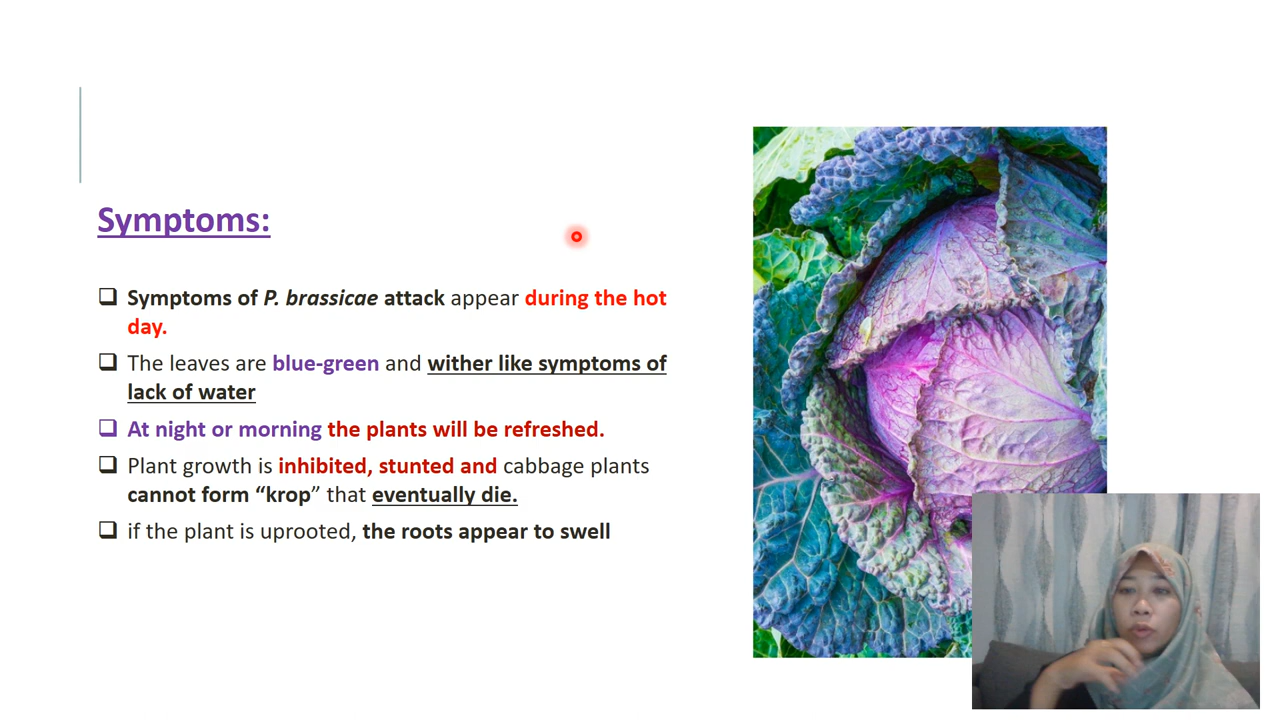 Symptoms:
Symptoms of P. brassicae attack appear during the hot
day.
The leaves are blue-green and wither like symptoms of
lack of water
At night or morning the plants will be refreshed.
Plant growth is inhibited, stunted and cabbage plants
cannot form “krop” that eventually die.
if the plant is uprooted, the roots appear to swell